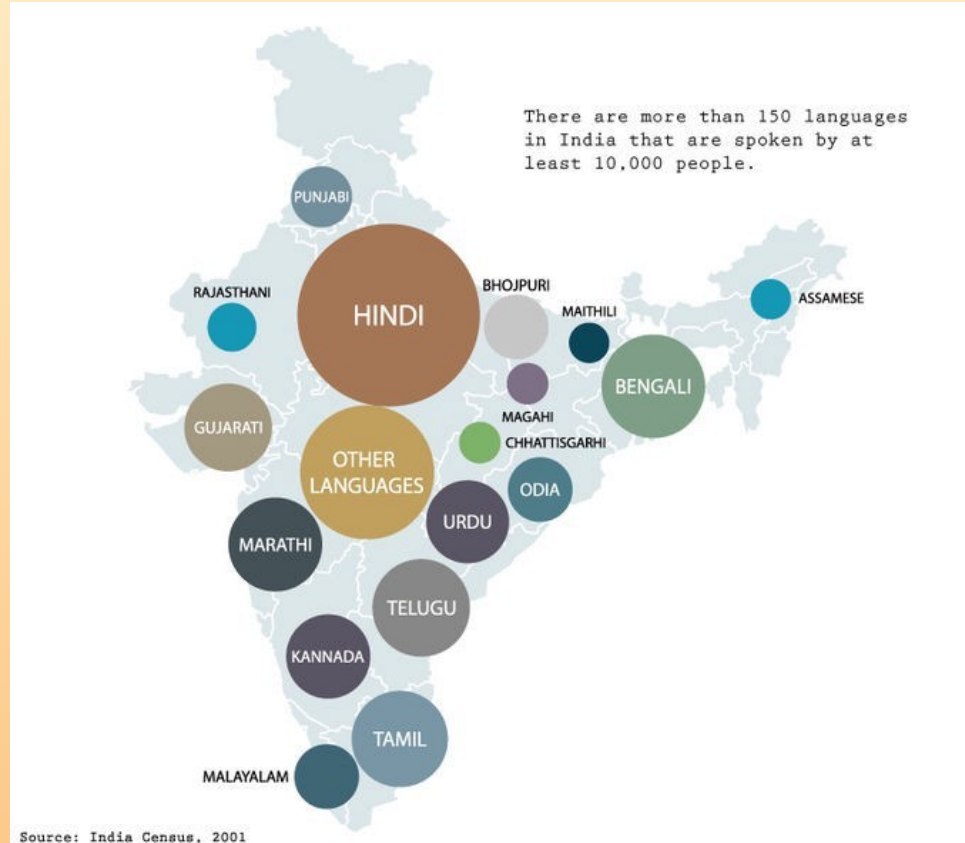 There are more than 150 languages
in India that are spoken by at
least 10,000 people.
PUNJABI
HINDI
RAJASTHANI
BHOJPURI
MAITHILI
ASSAMESE
BENGALI
MAGAHI
GUJARATI
CHHATTISGARHI
OTHER
LANGUAGES
ODIA
URDU
MARATHI
TELUGU
KANNADA
TAMIL
MALAYALAM
Source: India Census, 2001